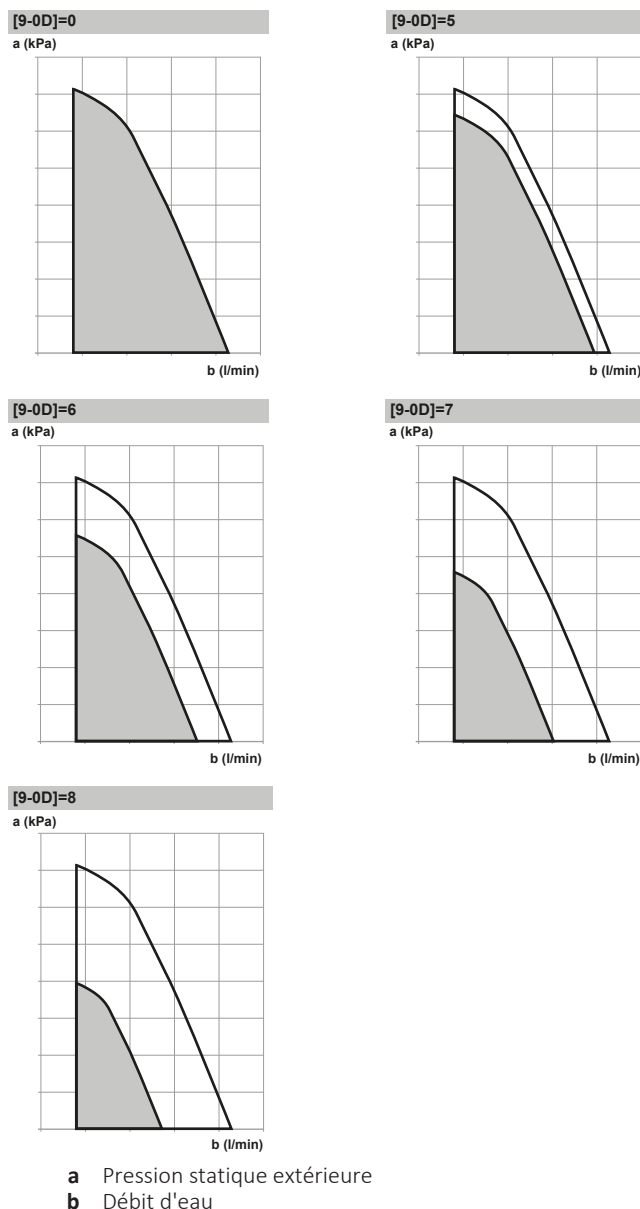 [9-0D]=0
a (kPa)
b (l/min)
[9-0D]=5
a (kPa)
b (l/min)
[9-0D]=6
a (kPa)
b (l/min)
[9-0D]=7
a (kPa)
b (l/min)
[9-0D]=8
a (kPa)
b (l/min)
a Pression statique extérieure
b Débit d'eau